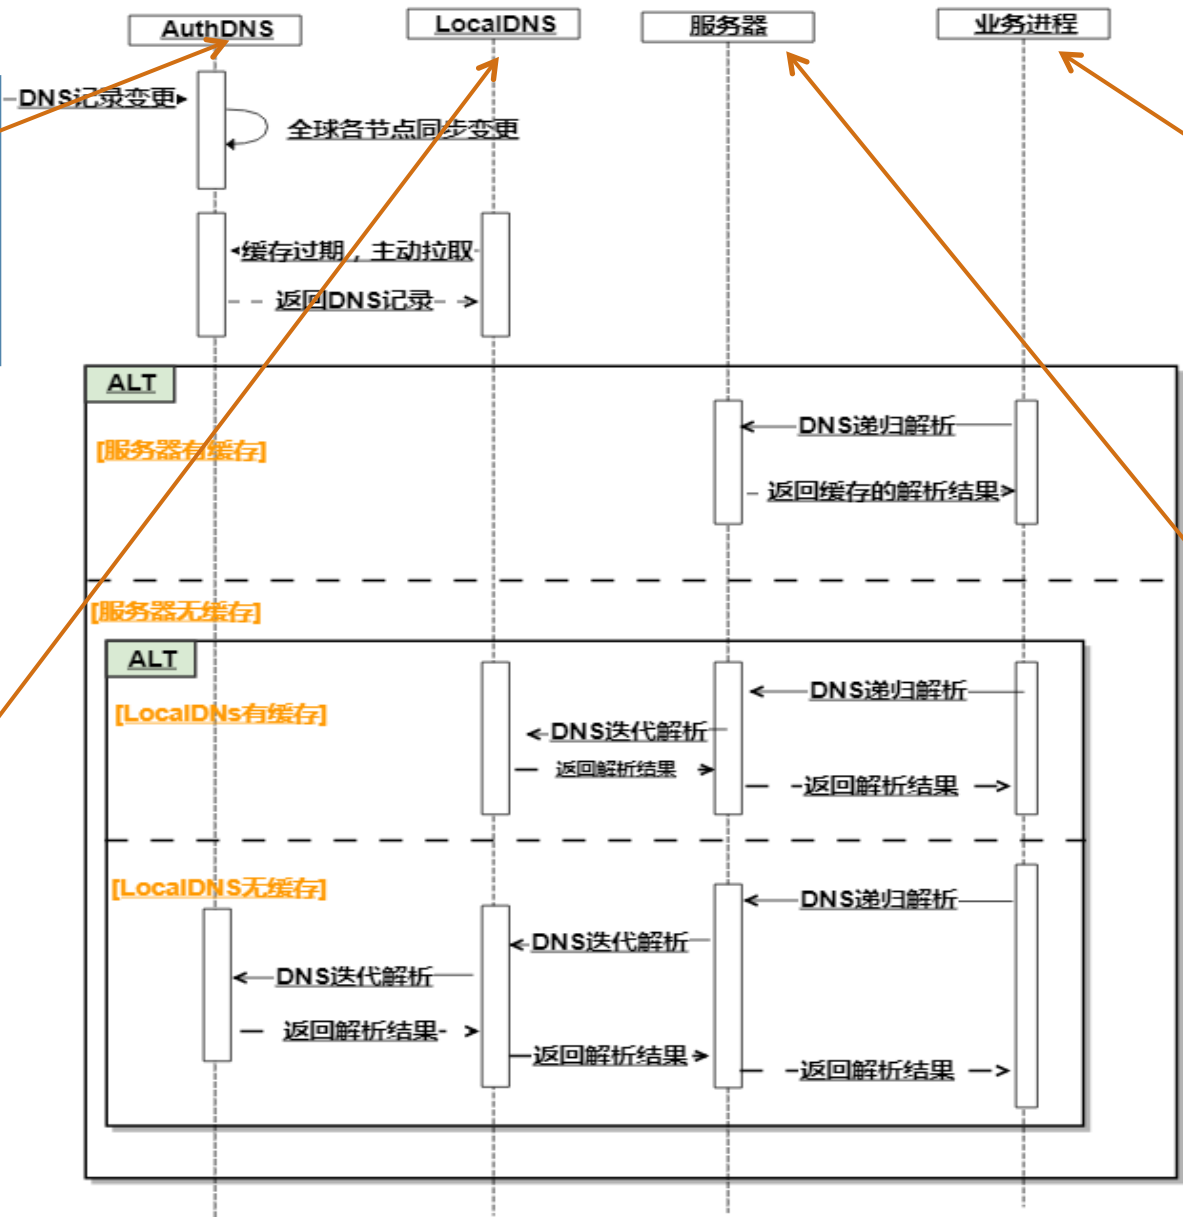 AuthDNS
LocalDNS
服务器
业务进程
DNS记录变更
全球各节点同步变更
缓存过期，主动拉取
返回DNS记录
ALT
[服务器有缓存]
DNS递归解析
返回缓存的解析结果
[服务器无缓存]
ALT
[LocalDNs有缓存]
DNS递归解析
DNS迭代解析
返回解析结果
返回解析结果
[LocalDNS无缓存]
DNS递归解析
DNS迭代解析
DNS迭代解析
返回解析结果
返回解析结果
返回解析结果